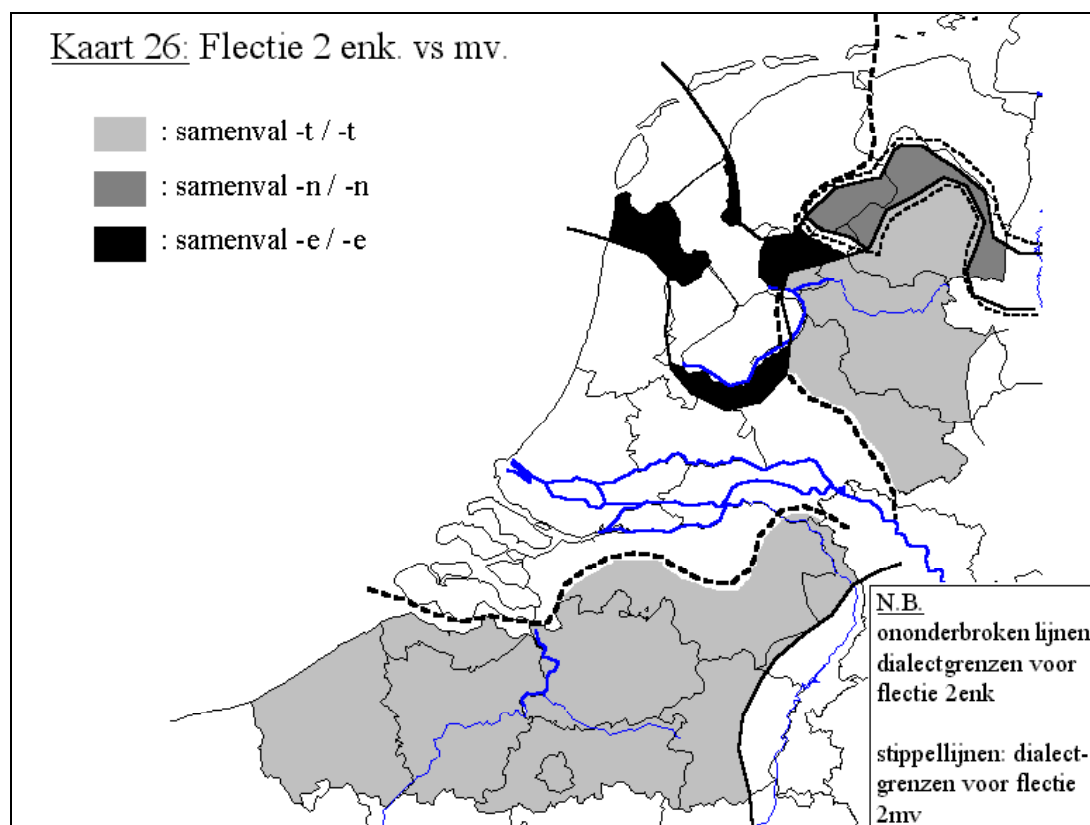 Kaart 26: Flectie 2 enk. vs mv.
: samenval -t / -t
: samenval -n / -n
: samenval -e / -e
N.B.
ononderbroken lijnen
dialectgrenzen voor
flectie 2enk
stippellijnen: dialect-
grenzen voor flectie
2mv